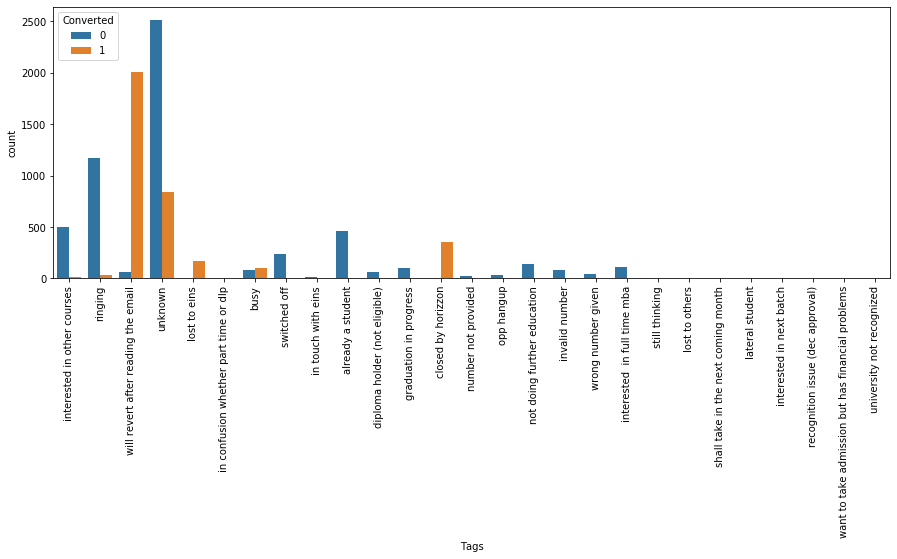 Converted
0
1
2500
2000
1500
1000
500
0
count
interested in other courses
ringing
will revert after reading the email
unknown
lost to eins
in confusion whether part time or dlp
busy
switched off
in touch with eins
already a student
diploma holder (not eligible)
graduation in progress
closed by horizzon
number not provided
opp hangup
not doing further education
invalid number
wrong number given
interested  in full time mba
still thinking
lost to others
shall take in the next coming month
lateral student
interested in next batch
recognition issue (dec approval)
want to take admission but has financial problems
university not recognized
Tags